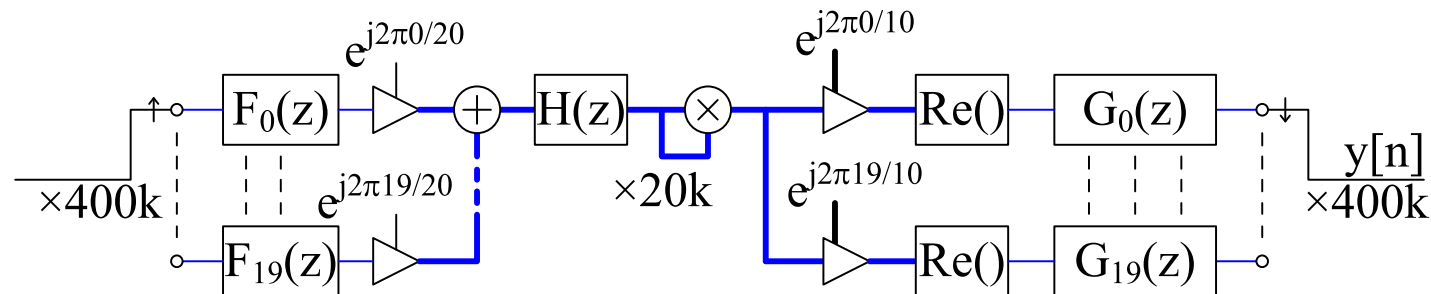 e^j2π0/20
e^j2π0/10
F₀(z)
+
H(z)
×
Re()
G₀(z)
y[n]
×400k
×20k
×400k
e^j2π19/20
e^j2π19/10
F₁₉(z)
Re()
G₁₉(z)